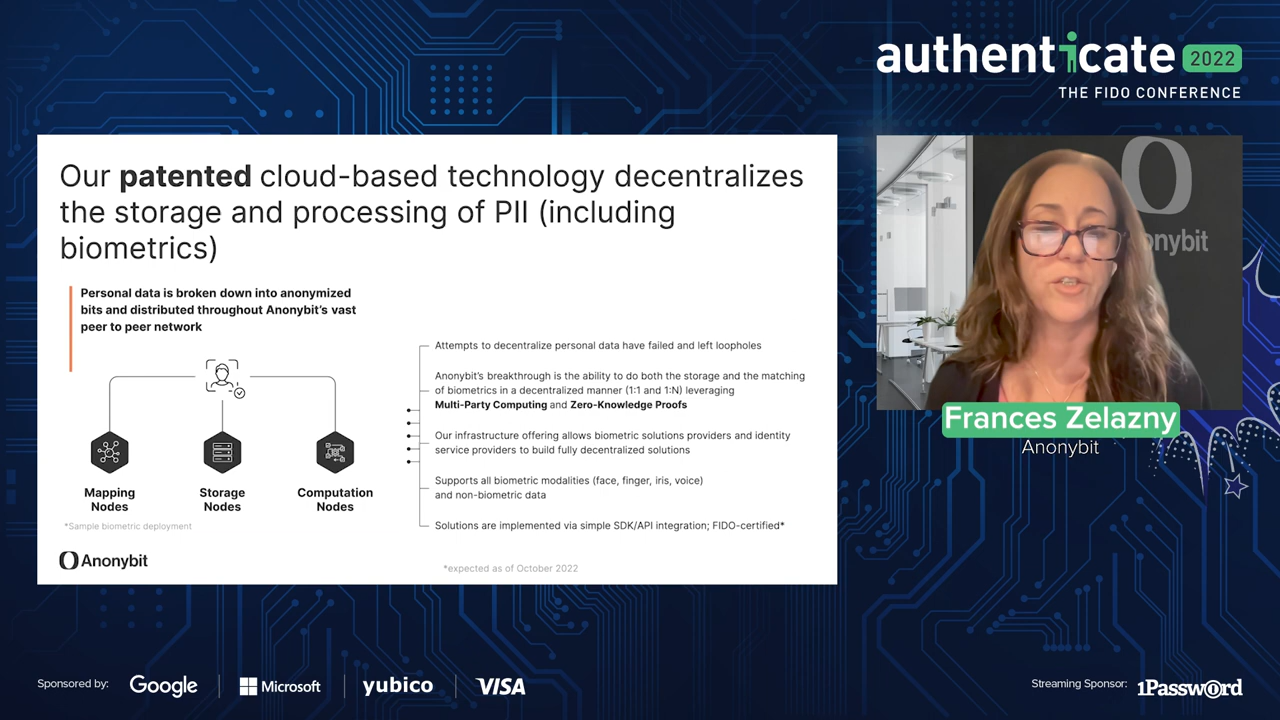 authenticate 2022
THE FIDO CONFERENCE
Our patented cloud-based technology decentralizes
the storage and processing of PII (including
biometrics)
Personal data is broken down into anonymized
bits and distributed throughout Anonybit's vast
peer to peer network
Mapping
Nodes
Storage
Nodes
Computation
Nodes
*Sample biometric deployment
Attempts to decentralize personal data have failed and left loopholes
Anonybit's breakthrough is the ability to do both the storage and the matching
of biometrics in a decentralized manner (1:1 and 1:N) leveraging
Multi-Party Computing and Zero-Knowledge Proofs
Our infrastructure offering allows biometric solutions providers and identity
service providers to build fully decentralized solutions
Supports all biometric modalities (face, finger, iris, voice)
and non-biometric data
Solutions are implemented via simple SDK/API integration; FIDO-certified*
Anonybit
*expected as of October 2022
onybit
Frances Zelazny
Anonybit
Sponsored by:
Google
Microsoft
yubico
VISA
Streaming Sponsor:
1Password